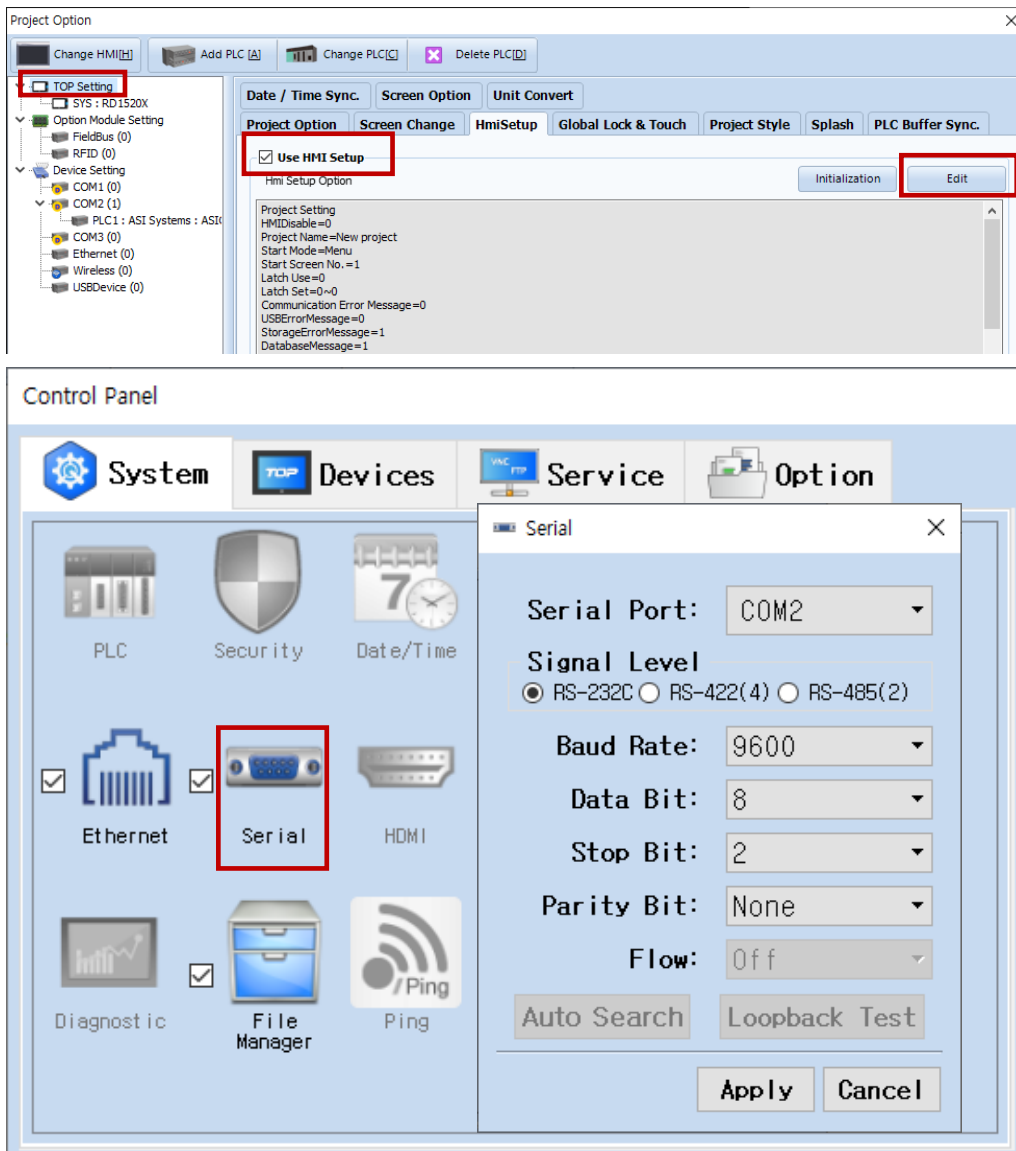 Project Option
Change HMI[H] Add PLC [A] Change PLC[C] Delete PLC[D]
TOP Setting
SYS : RD1520X
Option Module Setting
FieldBus (0)
RFID (0)
Device Setting
COM1 (0)
COM2 (1)
PLC1 : ASI Systems : ASI
COM3 (0)
Ethernet (0)
Wireless (0)
USBDevice (0)
Date / Time Sync. Screen Option Unit Convert
Project Option Screen Change HmiSetup Global Lock & Touch Project Style Splash PLC Buffer Sync.
Use HMI Setup
Hmi Setup Option Initialization Edit
Project Setting
HMIDisable=0
Project Name=New project
Start Mode=Menu
Start Screen No.=1
Latch Use=0
Latch Set=0~0
Communication Error Message=0
USBErrorMessage=0
StorageErrorMessage=1
DatabaseMessage=1
Control Panel
System Devices Service Option
TOP
VNC
FTP
PLC Security Date/Time
7
Ethernet Serial HDMI
Diagnostic File Manager Ping
/Ping
Serial
Serial Port: COM2
Signal Level
RS-232C RS-422(4) RS-485(2)
Baud Rate: 9600
Data Bit: 8
Stop Bit: 2
Parity Bit: None
Flow: Off
Auto Search Loopback Test
Apply Cancel